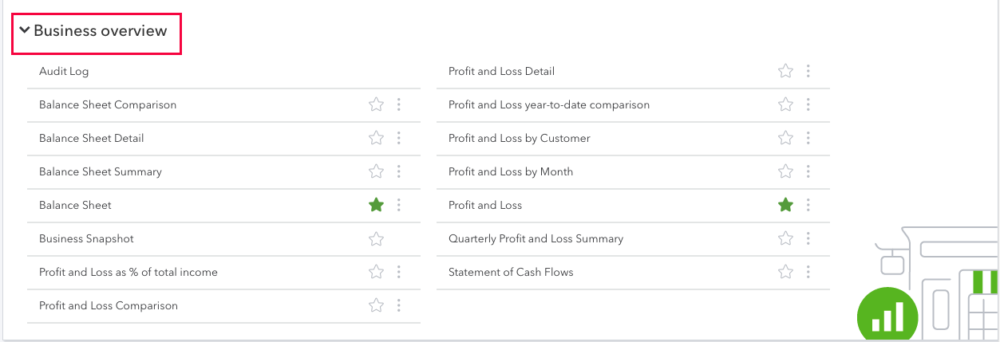 Business overview
Audit Log
Balance Sheet Comparison
Balance Sheet Detail
Balance Sheet Summary
Balance Sheet
Business Snapshot
Profit and Loss as % of total income
Profit and Loss Comparison
Profit and Loss Detail
Profit and Loss year-to-date comparison
Profit and Loss by Customer
Profit and Loss by Month
Profit and Loss
Quarterly Profit and Loss Summary
Statement of Cash Flows